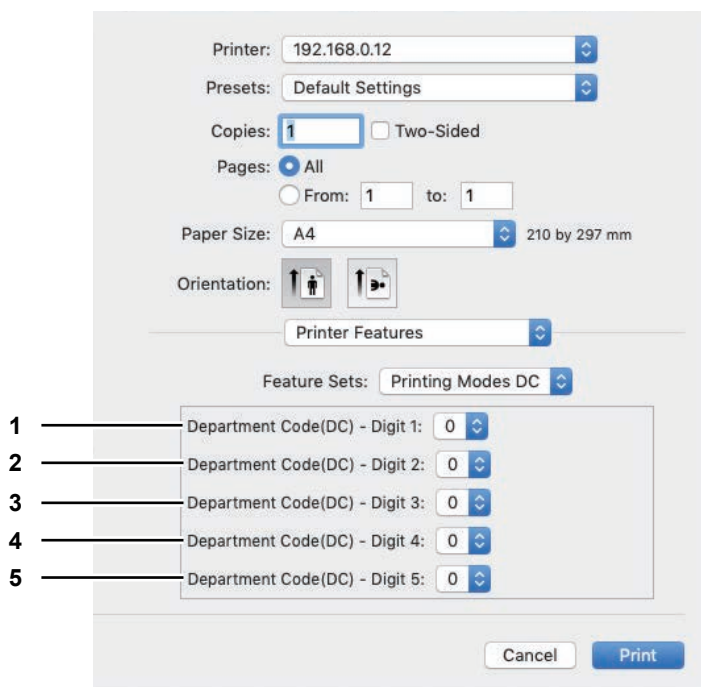 Printer: 192.168.0.12
Presets: Default Settings
Copies: 1 Two-Sided
Pages: All
From: 1 to: 1
Paper Size: A4 210 by 297 mm
Orientation:
Printer Features
Feature Sets: Printing Modes DC
1 Department Code(DC) - Digit 1: 0
2 Department Code(DC) - Digit 2: 0
3 Department Code(DC) - Digit 3: 0
4 Department Code(DC) - Digit 4: 0
5 Department Code(DC) - Digit 5: 0
Cancel Print